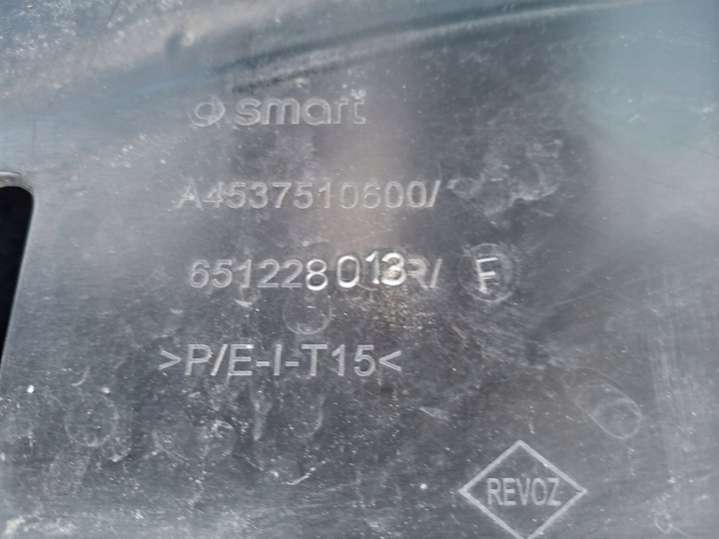 smart
A4537510600/
651228013R/ F
>P/E-I-T15<
REVOZ